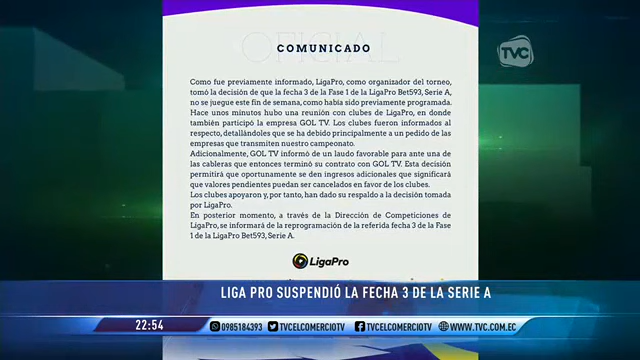 OFICIAL
COMUNICADO
TVC
Como fue previamente informado, LigaPro, como organizador del torneo,
tomó la decisión de que la fecha 3 de la Fase 1 de la LigaPro Bet593, Serie A,
no se juegue este fin de semana, como había sido previamente programada.
Hace unos minutos hubo una reunión con clubes de LigaPro, en
donde también participó la empresa GOL TV. Los clubes fueron informados al
respecto, detallándoles que se ha debido principalmente a un pedido de las
empresas que transmiten nuestro campeonato.
Adicionalmente, GOL TV informó de un laudo favorable para ante una de
las cableras que entonces terminó su contrato con GOL TV. Esta decisión
permitirá que oportunamente se den ingresos adicionales que significará
que valores pendientes puedan ser cancelados en favor de los clubes.
Los clubes apoyaron y, por tanto, han dado su respaldo a la decisión tomada
por LigaPro.
En posterior momento, a través de la Dirección de Competiciones de
LigaPro, se informará de la reprogramación de la referida fecha 3 de la Fase
1 de la LigaPro Bet593, Serie A.
LigaPro
LIGA PRO SUSPENDIÓ LA FECHA 3 DE LA SERIE A
22:54 0985184393 TVCELCOMERCIOTV TVCELCOMERCIOTV WWW.TVC.COM.EC